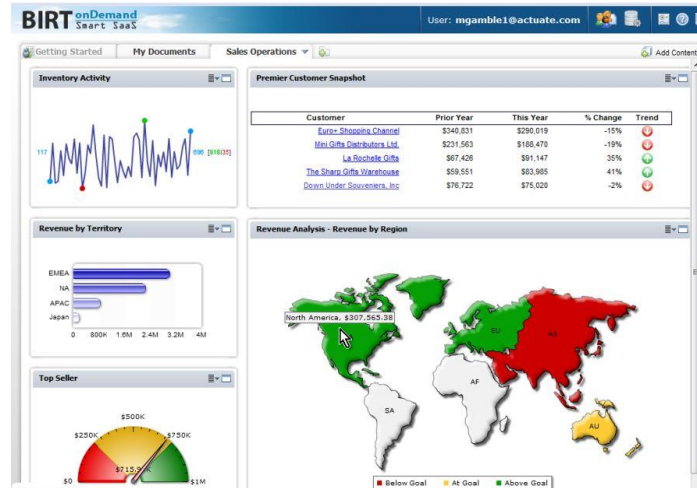 BIRT onDemand
Smart SaaS
User: mgamble1@actuate.com
Getting Started
My Documents
Sales Operations
Add Content
Inventory Activity
117
696 [818|35]
Premier Customer Snapshot
Customer Prior Year This Year % Change Trend
Euro+ Shopping Channel $340,831 $290,019 -15%
Mini Gifts Distributors Ltd. $231,563 $188,470 -19%
La Rochelle Gifts $67,426 $91,147 35%
The Sharp Gifts Warehouse $59,551 $83,985 41%
Down Under Souveniers, Inc $76,722 $75,020 -2%
Revenue by Territory
EMEA
NA
APAC
Japan
0 800K 1.6M 2.4M 3.2M 4M
Revenue Analysis - Revenue by Region
North America, $307,565.38
EU
AS
AF
SA
AU
Below Goal At Goal Above Goal
Top Seller
$500K
$250K $750K
$0 $1M